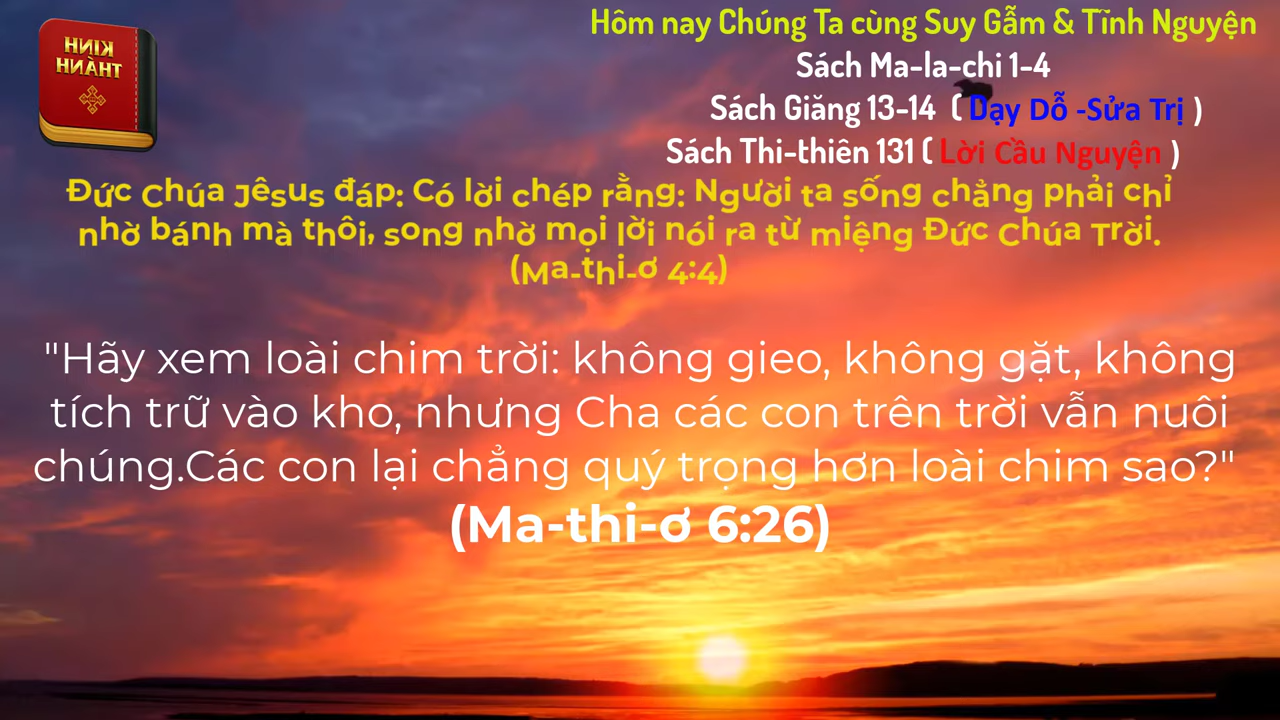 KINH
THÀNH
Hôm nay Chúng Ta cùng Suy Gẫm & Tĩnh Nguyện
Sách Ma-la-chi 1-4
Sách Giăng 13-14 ( Dạy Dỗ -Sửa Trị )
Sách Thi-thiên 131 ( Lời Cầu Nguyện )
Đức Chúa Jêsus đáp: Có lời chép rằng: Người ta sống chẳng phải chỉ
nhờ bánh mà thôi, song nhờ mọi lời nói ra từ miệng Đức Chúa Trời.
(Ma-thi-ơ 4:4)
"Hãy xem loài chim trời: không gieo, không gặt, không
tích trữ vào kho, nhưng Cha các con trên trời vẫn nuôi
chúng.Các con lại chẳng quý trọng hơn loài chim sao?"
(Ma-thi-ơ 6:26)